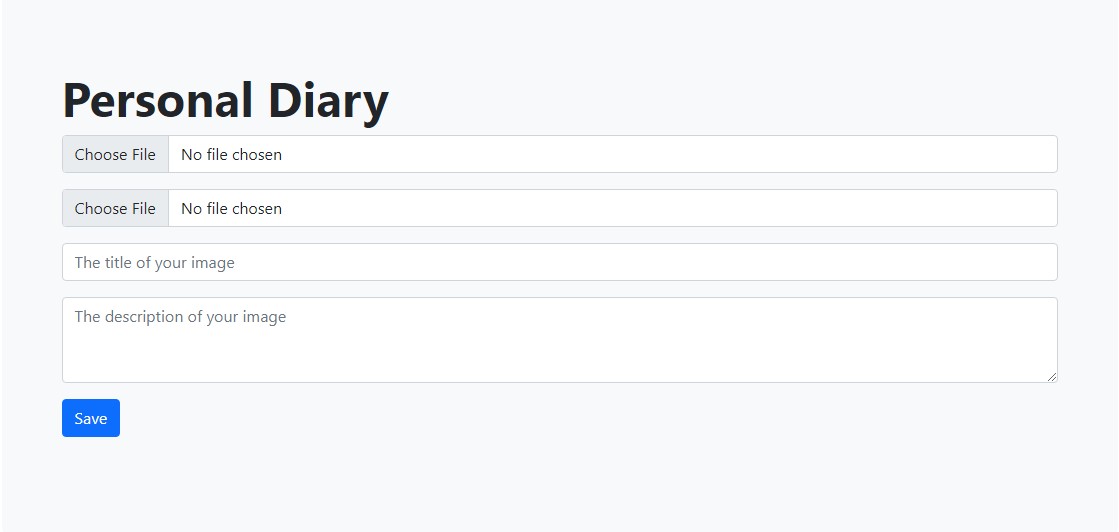 Personal Diary
Choose File No file chosen
Choose File No file chosen
The title of your image
The description of your image
Save